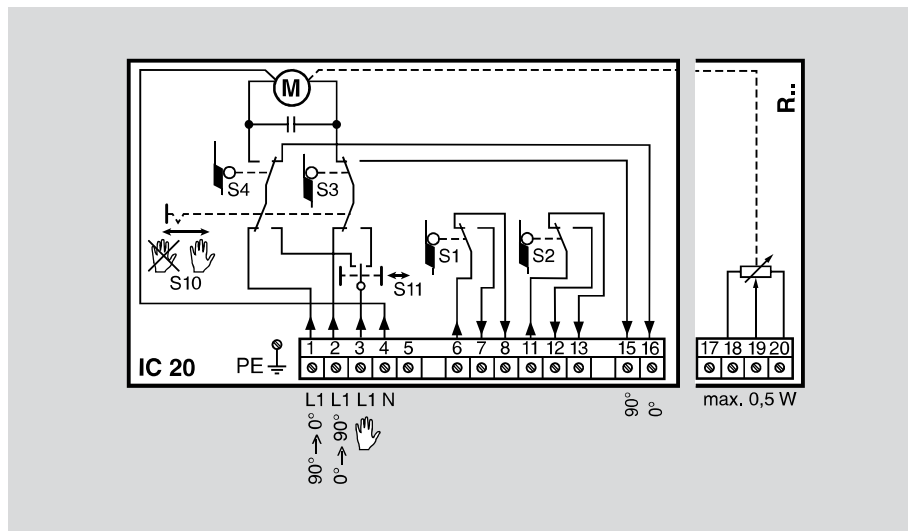 M
R..
S4
S3
S1
S2
S10
S11
1 2 3 4 5 6 7 8 11 12 13 15 16
17 18 19 20
IC 20
PE
L1 L1 L1 N
90° 0°
max. 0,5 W
90° → 0°
0° → 90°